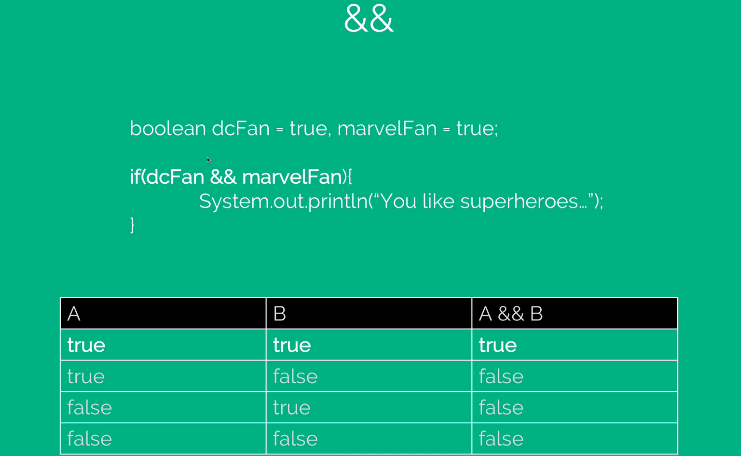 &&
boolean dcFan = true, marvelFan = true;
if(dcFan && marvelFan){
System.out.println(“You like superheroes…”);
}
A B A && B
true true true
true false false
false true false
false false false